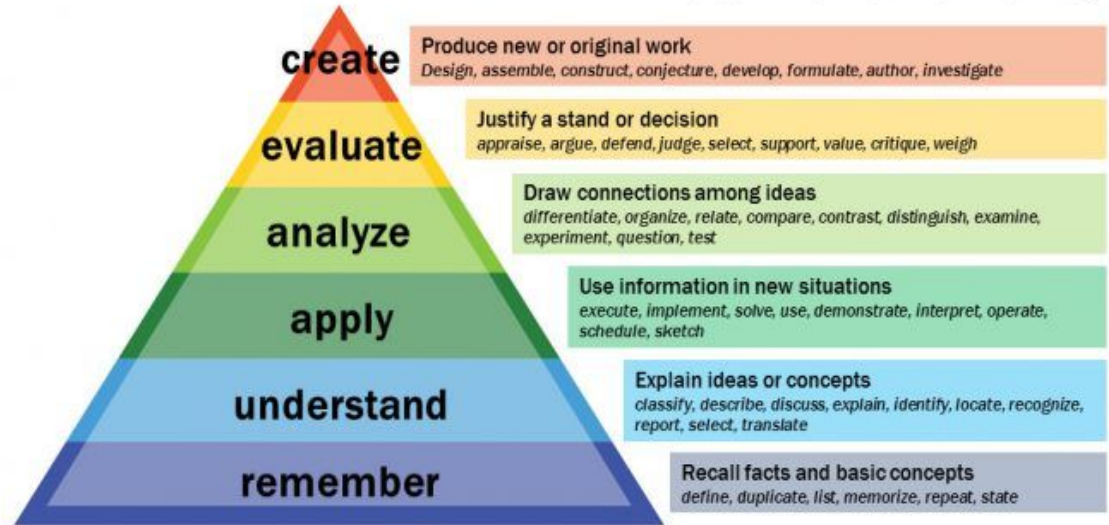 create
Produce new or original work
Design, assemble, construct, conjecture, develop, formulate, author, investigate
evaluate
Justify a stand or decision
appraise, argue, defend, judge, select, support, value, critique, weigh
analyze
Draw connections among ideas
differentiate, organize, relate, compare, contrast, distinguish, examine,
experiment, question, test
apply
Use information in new situations
execute, implement, solve, use, demonstrate, interpret, operate,
schedule, sketch
understand
Explain ideas or concepts
classify, describe, discuss, explain, identify, locate, recognize,
report, select, translate
remember
Recall facts and basic concepts
define, duplicate, list, memorize, repeat, state